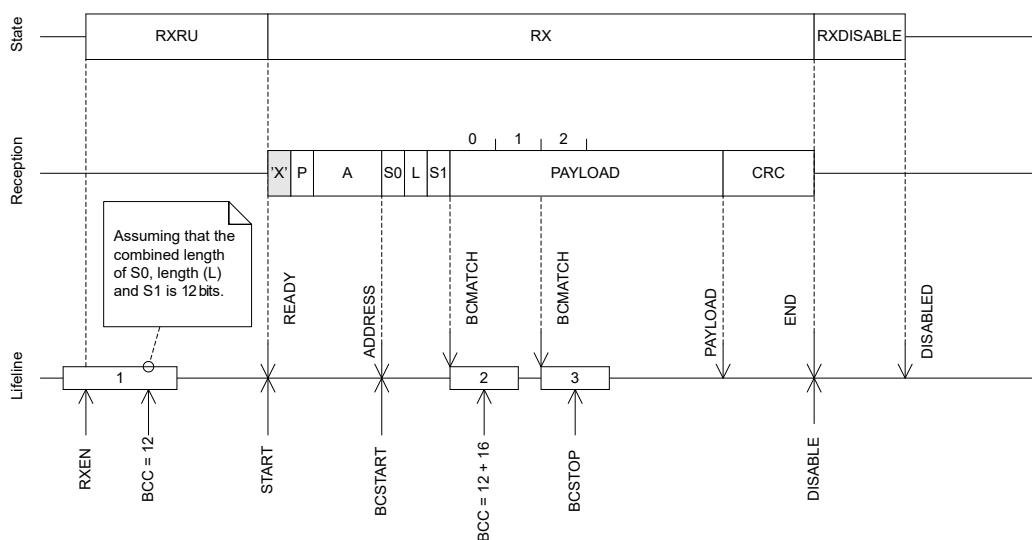 State
RXRU
RX
RXDISABLE
Reception
0
1
2
'X'
P
A
S0
L
S1
PAYLOAD
CRC
Assuming that the
combined length
of S0, length (L)
and S1 is 12 bits.
READY
ADDRESS
BCMATCH
BCMATCH
PAYLOAD
END
DISABLED
Lifeline
1
2
3
RXEN
BCC = 12
START
BCSTART
BCC = 12 + 16
BCSTOP
DISABLE